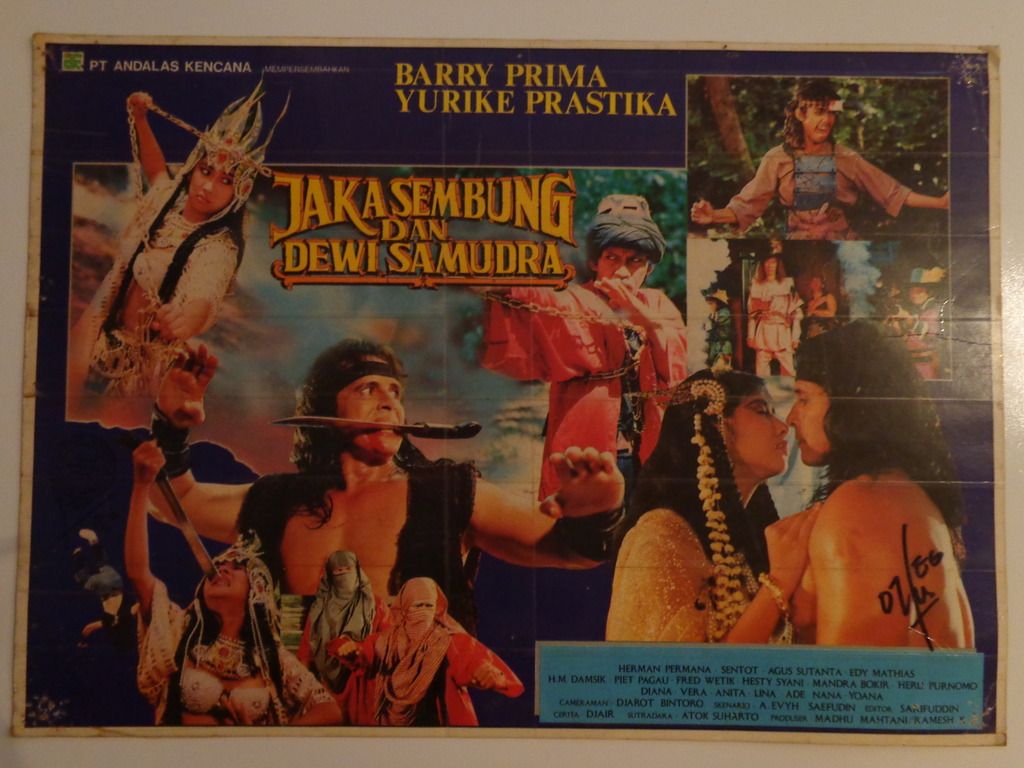 PT ANDALAS KENCANA MEMPERSEMBAHKAN
BARRY PRIMA
YURIKE PRASTIKA
JAKA SEMBUNG
DAN
DEWI SAMUDRA
HERMAN PERMANA · SENTOT · AGUS SUTANTA · EDY MATHIAS
H.M DAMSIK · PIET PAGAU · FRED WETIK · HESTY SYANI · MANDRA BOKIR · HERU PURNOMO
DIANA · VERA · ANITA · LINA · ADE NANA · YOANA
CAMERAMAN · DJAROT BINTORO SKENARIO · A. EVYH SAEFUDIN EDITOR SARIFUDDIN
CERITA DJAIR SUTRADARA · ATOK SUHARTO PRODUSER MADHU MAHTANI/RAMESH